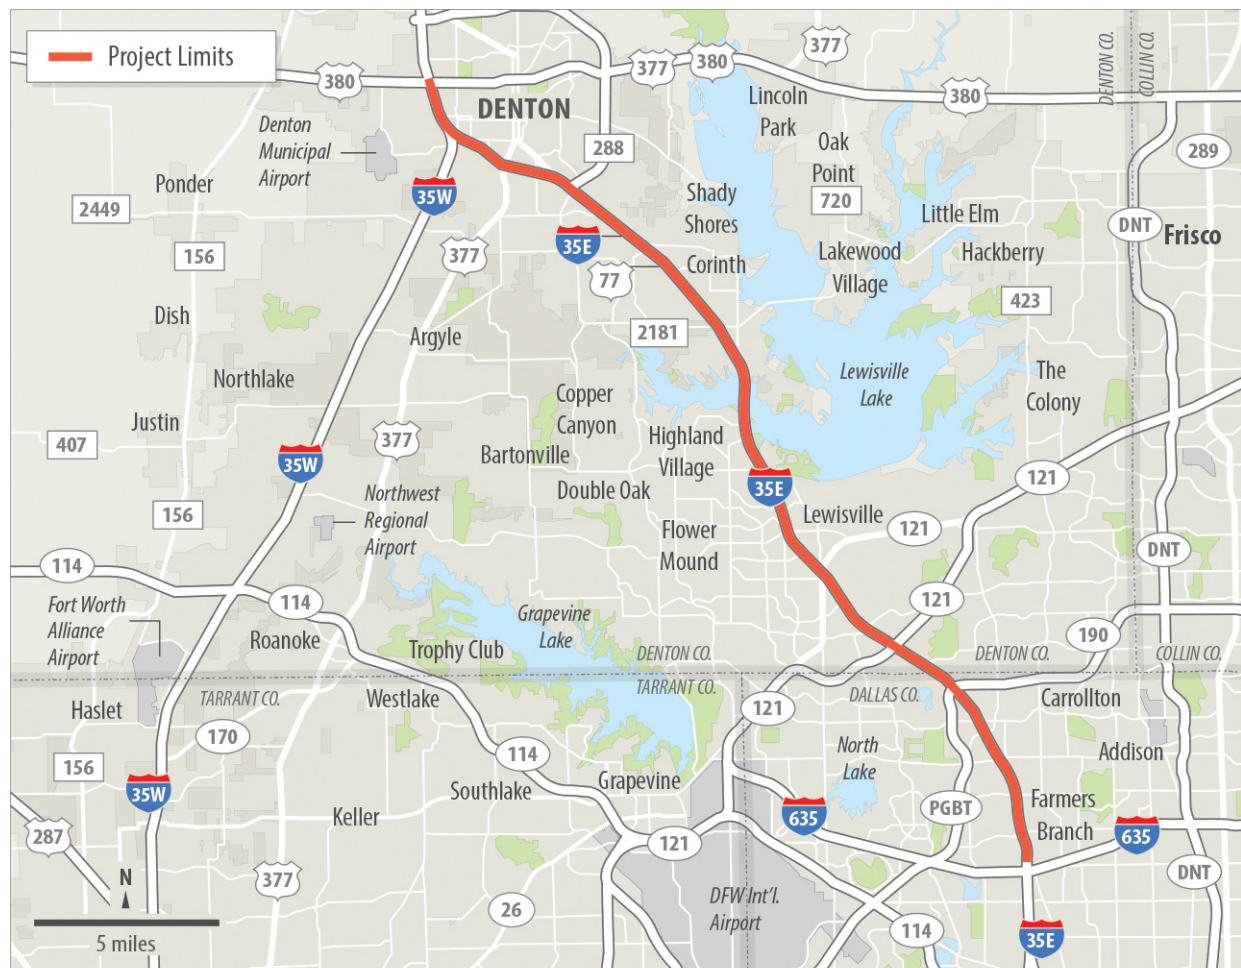 Project Limits
377
380
377
380
380
DENTON CO.
COLLIN CO.
DENTON
Lincoln
Park
Denton
Municipal
Airport
288
Oak
Point
289
Ponder
35W
Shady
Shores
720
2449
Little Elm
DNT
Frisco
156
377
35E
Corinth
Lakewood
Village
Hackberry
77
423
Dish
2181
Argyle
Northlake
Lewisville
Lake
The
Colony
Justin
Copper
Canyon
407
377
Highland
Village
35W
Bartonville
35E
121
Double Oak
Northwest
Regional
Airport
156
Lewisville
121
Flower
Mound
DNT
114
Fort Worth
Alliance
Airport
114
121
Roanoke
Grapevine
Lake
190
Trophy Club
DENTON CO.
DENTON CO.
COLLIN CO.
TARRANT CO.
TARRANT CO.
DALLAS CO.
Westlake
Carrollton
Haslet
121
170
114
North
Lake
Addison
156
Grapevine
35W
Southlake
Farmers
Branch
PGBT
Keller
635
635
287
121
N
377
DFW Int'l.
Airport
DNT
26
114
35E
5 miles